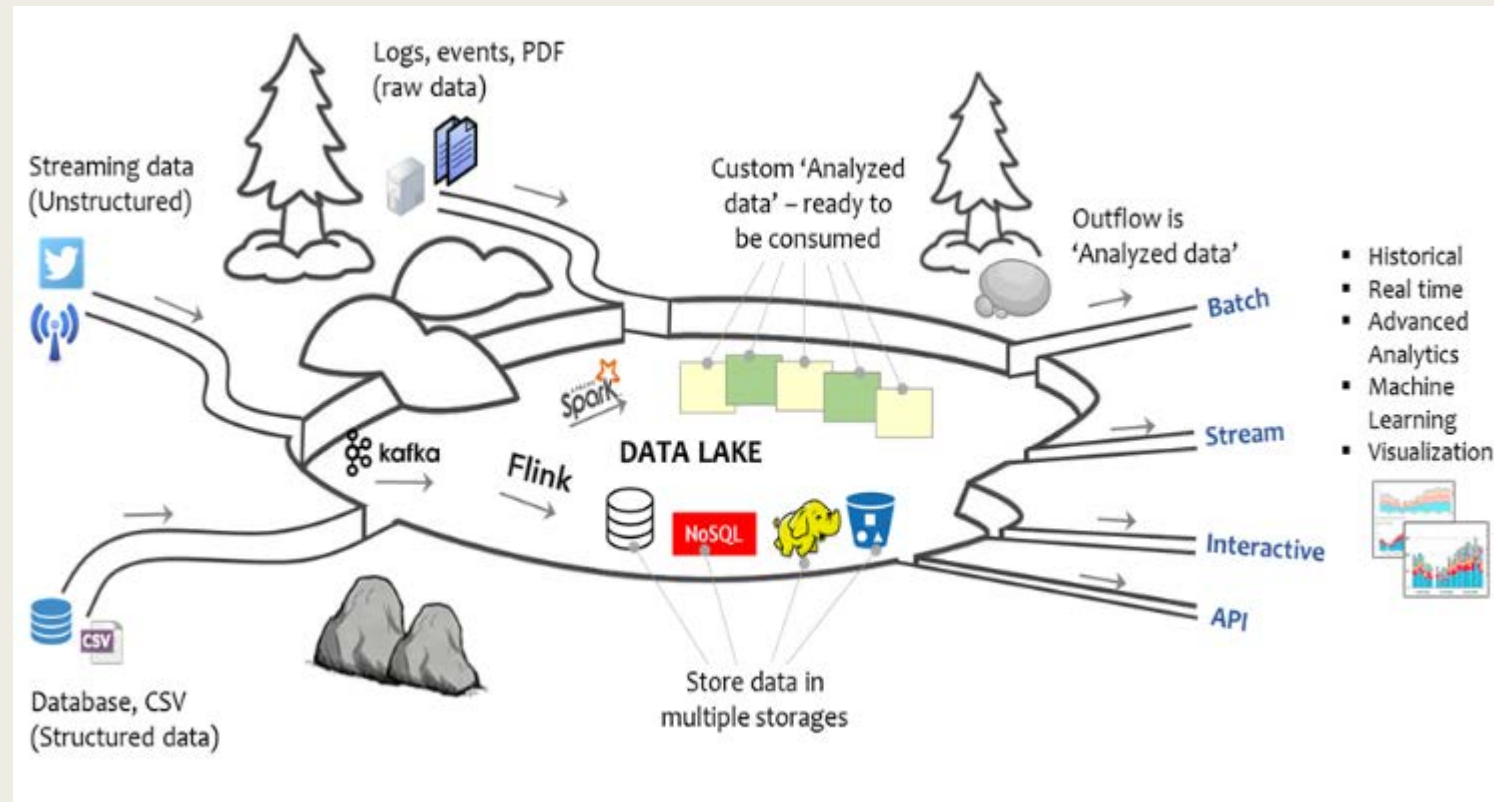 Logs, events, PDF
(raw data)
Streaming data
(Unstructured)
Custom ‘Analyzed
data’ – ready to
be consumed
Outflow is
‘Analyzed data’
▪ Historical
▪ Real time
▪ Advanced
Analytics
▪ Machine
Learning
▪ Visualization
Batch
Stream
Interactive
API
APACHE
Spark
kafka
Flink
DATA LAKE
NoSQL
CSV
Database, CSV
(Structured data)
Store data in
multiple storages